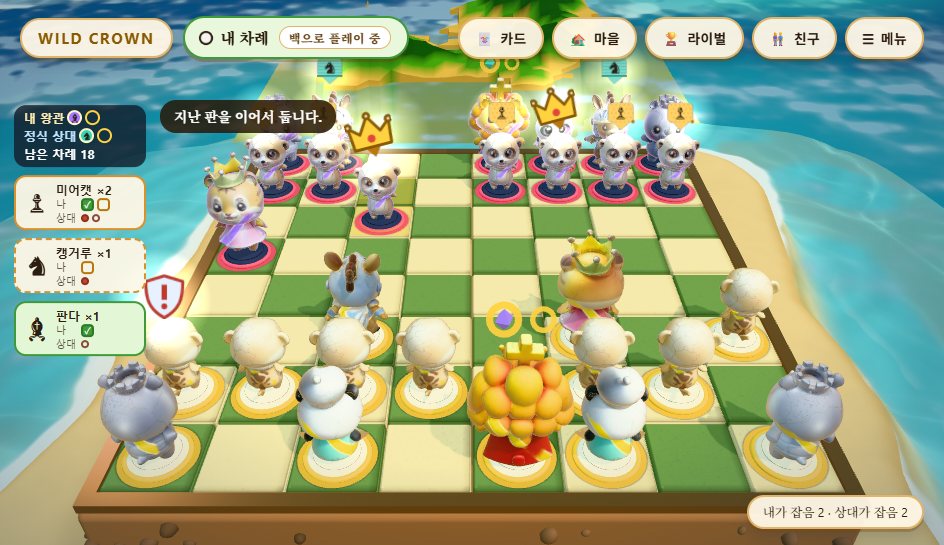 WILD CROWN
내 차례
백으로 플레이 중
카드
마을
라이벌
친구
메뉴
내 왕관
정식 상대
남은 차례 18
지난 판을 이어서 둡니다.
미어캣 ×2
나
상대
캥거루 ×1
나
상대
판다 ×1
나
상대
내가 잡음 2 · 상대가 잡음 2